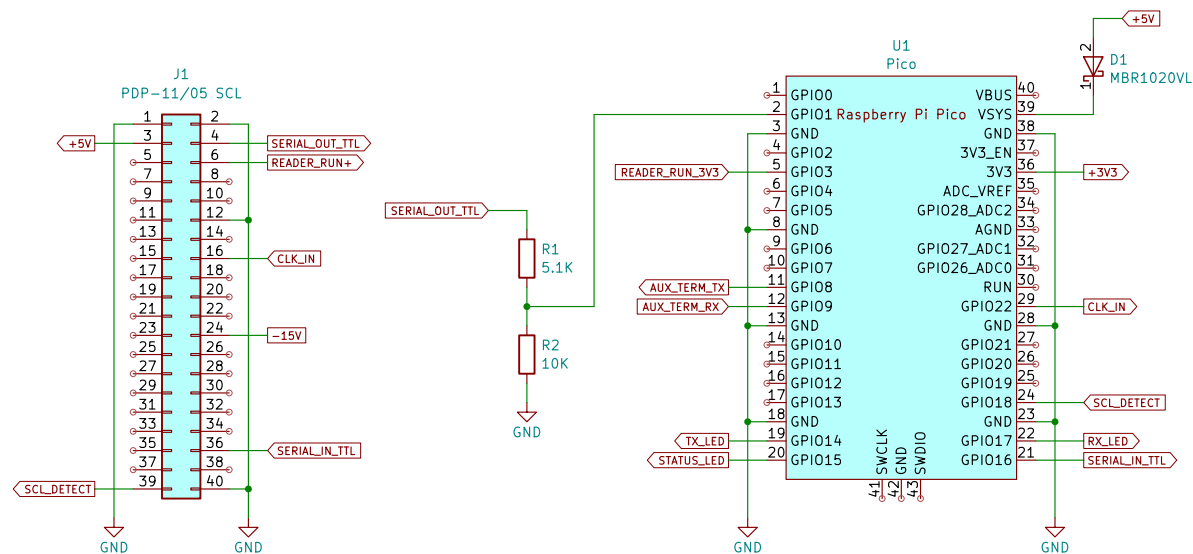 J1
PDP-11/05 SCL
1 2
+5V 3 4 SERIAL_OUT_TTL
5 6 READER_RUN+
7 8
9 10
11 12
13 14
15 16 CLK_IN
17 18
19 20
21 22
23 24 -15V
25 26
27 28
29 30
31 32
33 34
35 36 SERIAL_IN_TTL
37 38
SCL_DETECT 39 40
GND GND
SERIAL_OUT_TTL
R1
5.1K
R2
10K
GND
+5V
D1
MBR1020VL
2
1
U1
Pico
Raspberry Pi Pico
1 GPIO0 VBUS 40
2 GPIO1 VSYS 39
3 GND GND 38
4 GPIO2 3V3_EN 37
READER_RUN_3V3 5 GPIO3 3V3 36 +3V3
6 GPIO4 ADC_VREF 35
7 GPIO5 GPIO28_ADC2 34
8 GND AGND 33
9 GPIO6 GPIO27_ADC1 32
10 GPIO7 GPIO26_ADC0 31
AUX_TERM_TX 11 GPIO8 RUN 30
AUX_TERM_RX 12 GPIO9 GPIO22 29 CLK_IN
13 GND GND 28
14 GPIO10 GPIO21 27
15 GPIO11 GPIO20 26
16 GPIO12 GPIO19 25
17 GPIO13 GPIO18 24 SCL_DETECT
18 GND GND 23
TX_LED 19 GPIO14 GPIO17 22 RX_LED
STATUS_LED 20 GPIO15 GPIO16 21 SERIAL_IN_TTL
SWCLK GND SWDIO
41 42 43
GND GND